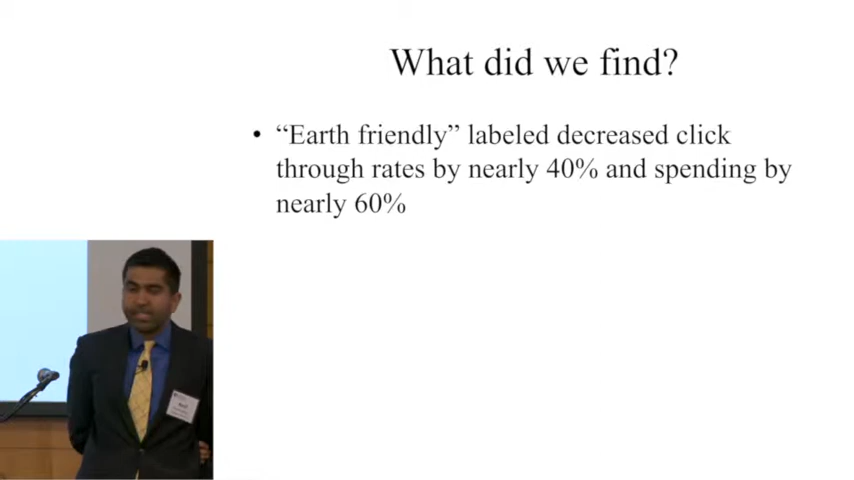 What did we find?
• “Earth friendly” labeled decreased click
through rates by nearly 40% and spending by
nearly 60%